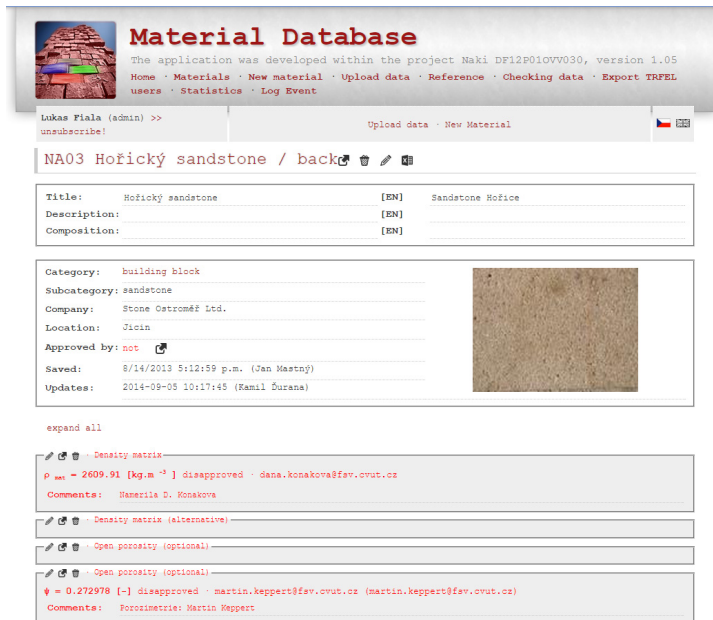 Material Database
The application was developed within the project Naki DF12P01OVV030, version 1.05
Home · Materials · New material · Upload data · Reference · Checking data · Export TRFEL
users · Statistics · Log Event
Lukas Fiala (admin) >>
unsubscribe!
Upload data · New Material
NA03 Hořický sandstone / back
Title: Hořický sandstone [EN] Sandstone Hořice
Description: [EN]
Composition: [EN]
Category: building block
Subcategory: sandstone
Company: Stone Ostroměř Ltd.
Location: Jicin
Approved by: not
Saved: 8/14/2013 5:12:59 p.m. (Jan Mastný)
Updates: 2014-09-05 10:17:45 (Kamil Ďurana)
expand all
· Density matrix
ρ mat = 2609.91 [kg.m -3 ] disapproved · dana.konakova@fsv.cvut.cz
Comments: Namerila D. Konakova
· Density matrix (alternative)
· Open porosity (optional)
· Open porosity (optional)
ψ = 0.272978 [-] disapproved · martin.keppert@fsv.cvut.cz (martin.keppert@fsv.cvut.cz)
Comments: Porozimetrie: Martin Keppert